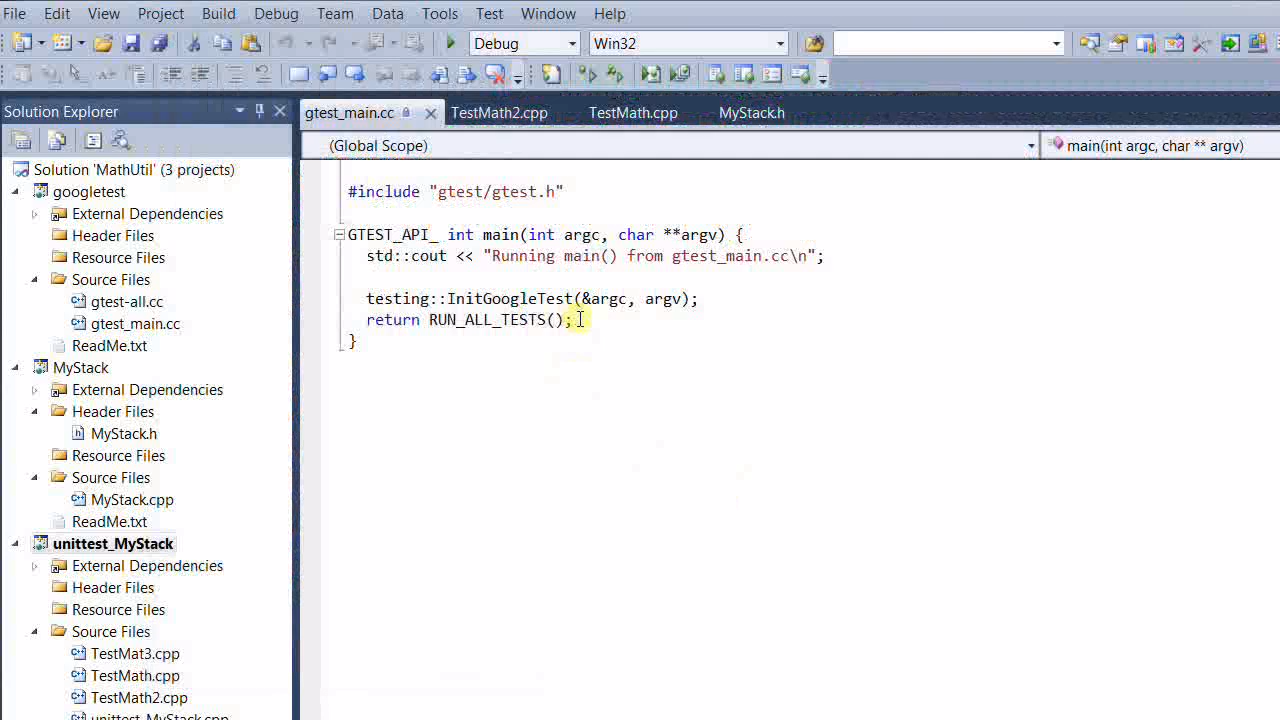 File Edit View Project Build Debug Team Data Tools Test Window Help
Debug Win32
Solution Explorer
Solution 'MathUtil' (3 projects)
googletest
External Dependencies
Header Files
Resource Files
Source Files
gtest-all.cc
gtest_main.cc
ReadMe.txt
MyStack
External Dependencies
Header Files
MyStack.h
Resource Files
Source Files
MyStack.cpp
ReadMe.txt
unittest_MyStack
External Dependencies
Header Files
Resource Files
Source Files
TestMat3.cpp
TestMath.cpp
TestMath2.cpp
unittest_MyStack.cpp
gtest_main.cc TestMath2.cpp TestMath.cpp MyStack.h
(Global Scope) main(int argc, char ** argv)
#include "gtest/gtest.h"
GTEST_API_ int main(int argc, char **argv) {
std::cout << "Running main() from gtest_main.cc\n";
testing::InitGoogleTest(&argc, argv);
return RUN_ALL_TESTS();
}